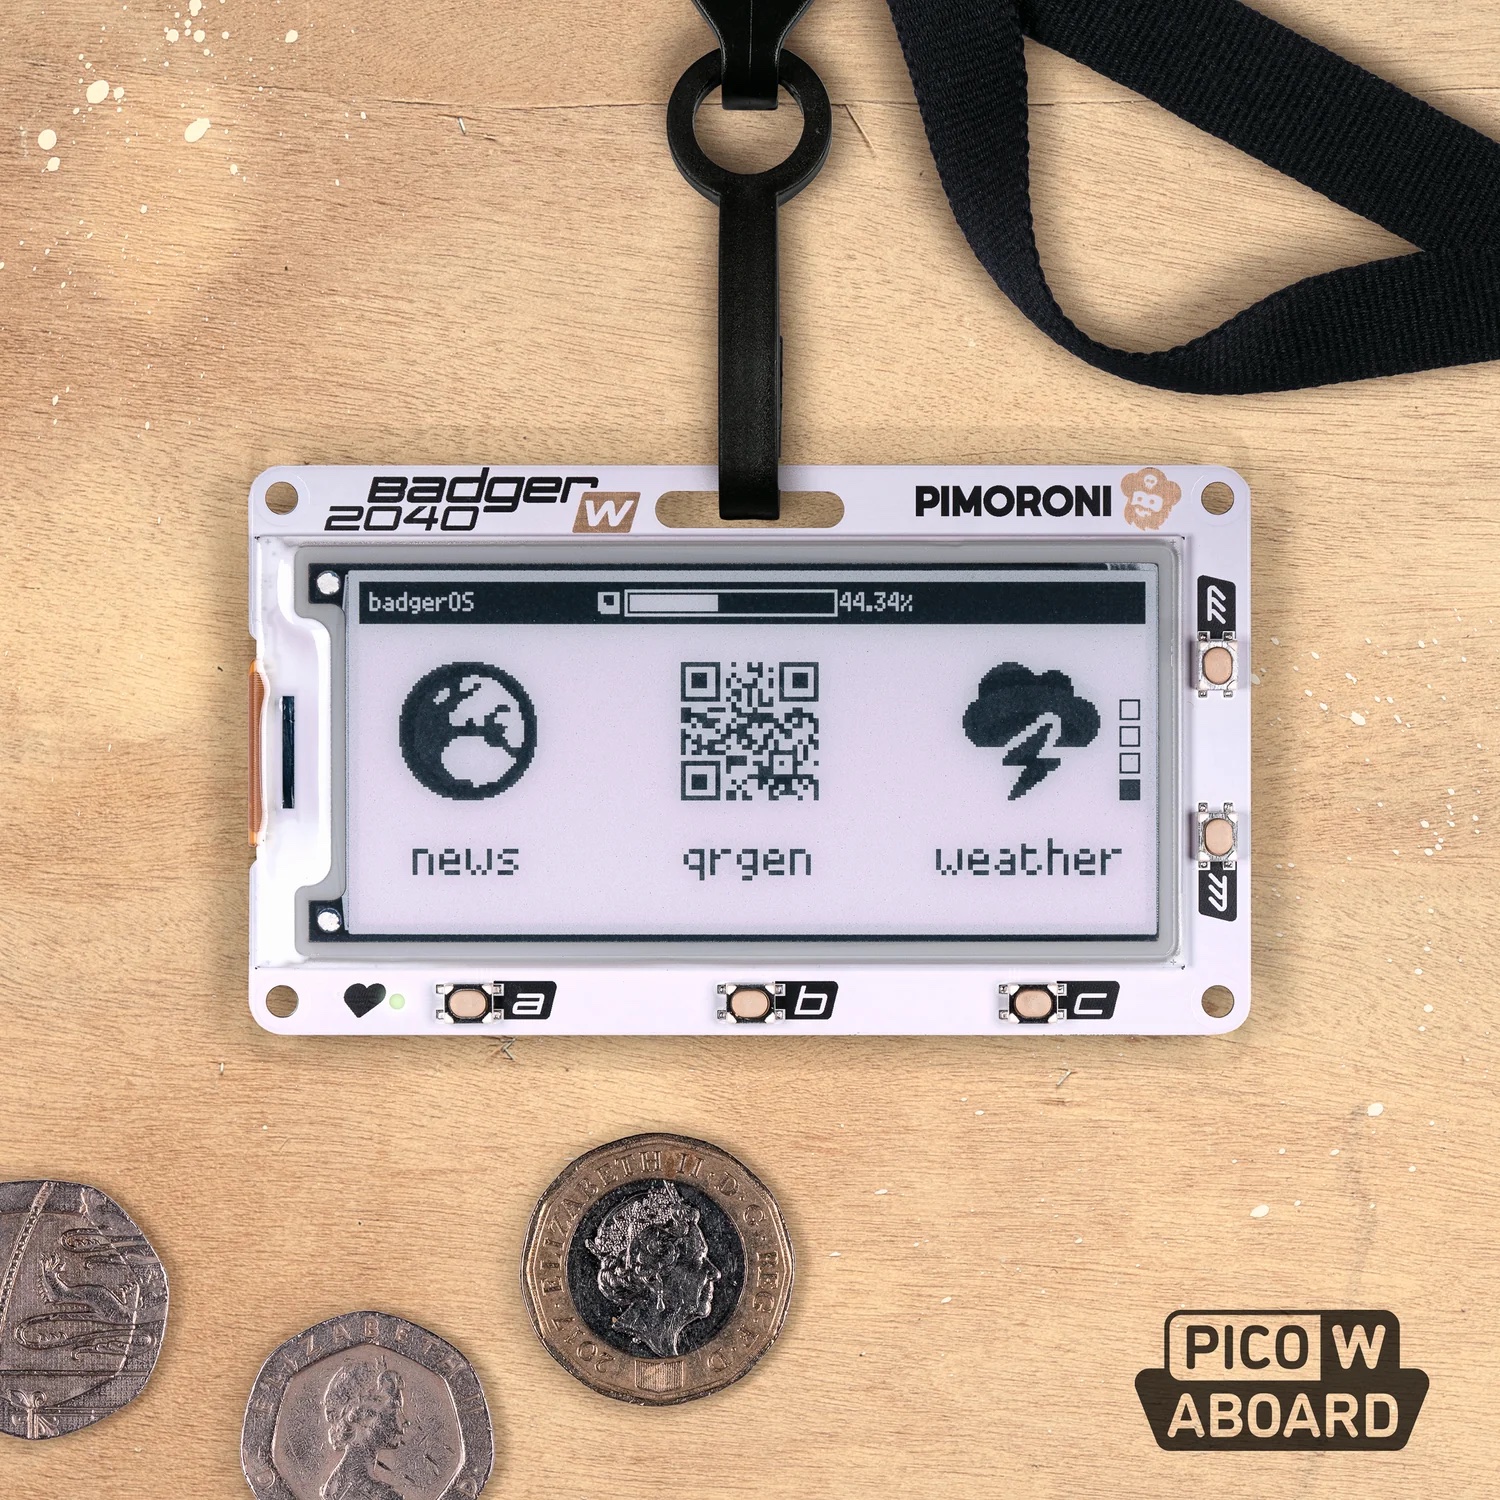 Badger
2040 W
PIMORONI
badgerOS 44.34%
news qrgen weather
a b c
ELIZABETH II·D·G·REG·F·D·2017
ELIZABETH
PICO W
ABOARD